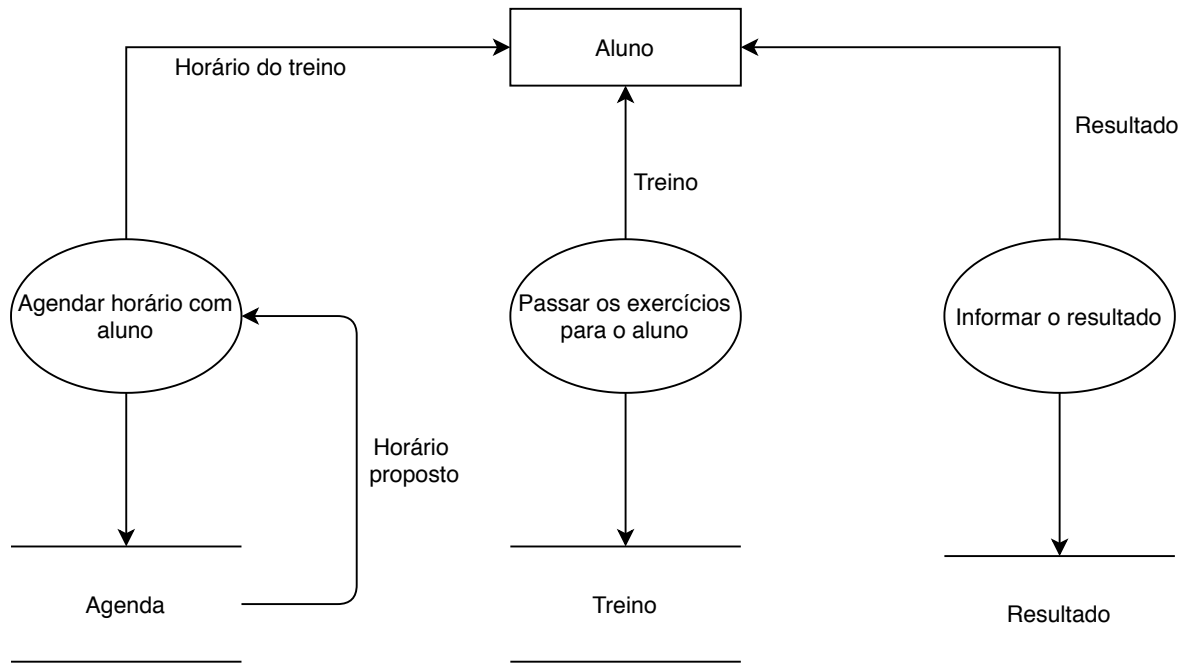 Aluno
Horário do treino
Resultado
Treino
Agendar horário com
aluno
Passar os exercícios
para o aluno
Informar o resultado
Horário
proposto
Agenda
Treino
Resultado